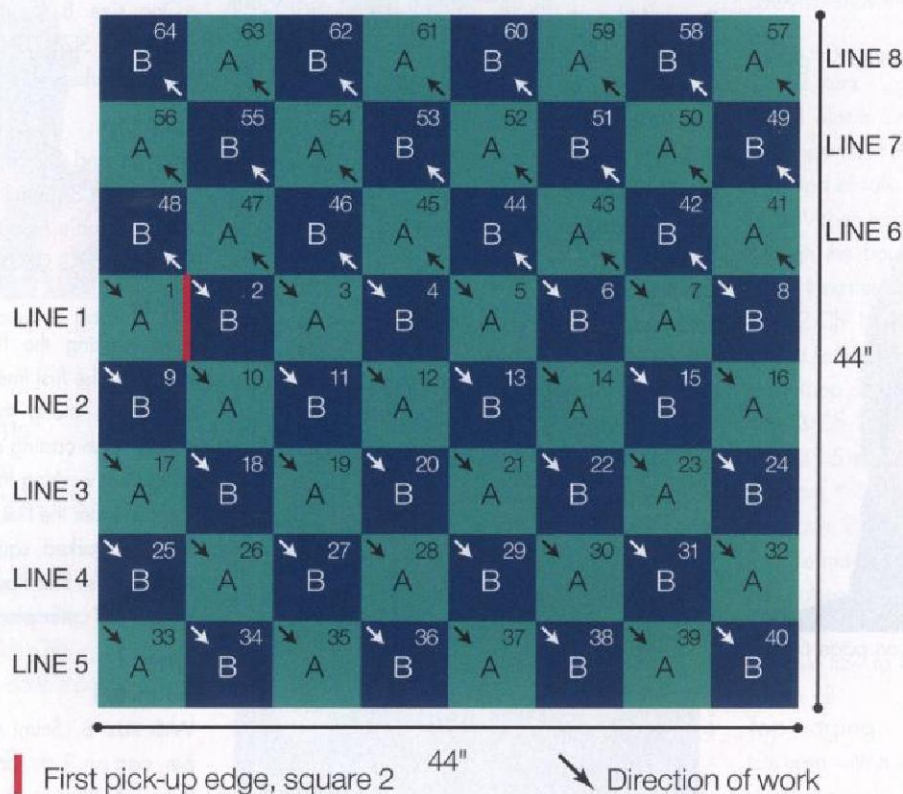 64 63 62 61 60 59 58 57
B A B A B A B A LINE 8
56 55 54 53 52 51 50 49
A B A B A B A B LINE 7
48 47 46 45 44 43 42 41
B A B A B A B A LINE 6
1 2 3 4 5 6 7 8
LINE 1 A B A B A B A B
44"
9 10 11 12 13 14 15 16
LINE 2 B A B A B A B A
17 18 19 20 21 22 23 24
LINE 3 A B A B A B A B
25 26 27 28 29 30 31 32
LINE 4 B A B A B A B A
33 34 35 36 37 38 39 40
LINE 5 A B A B A B A B
44"
First pick-up edge, square 2
Direction of work